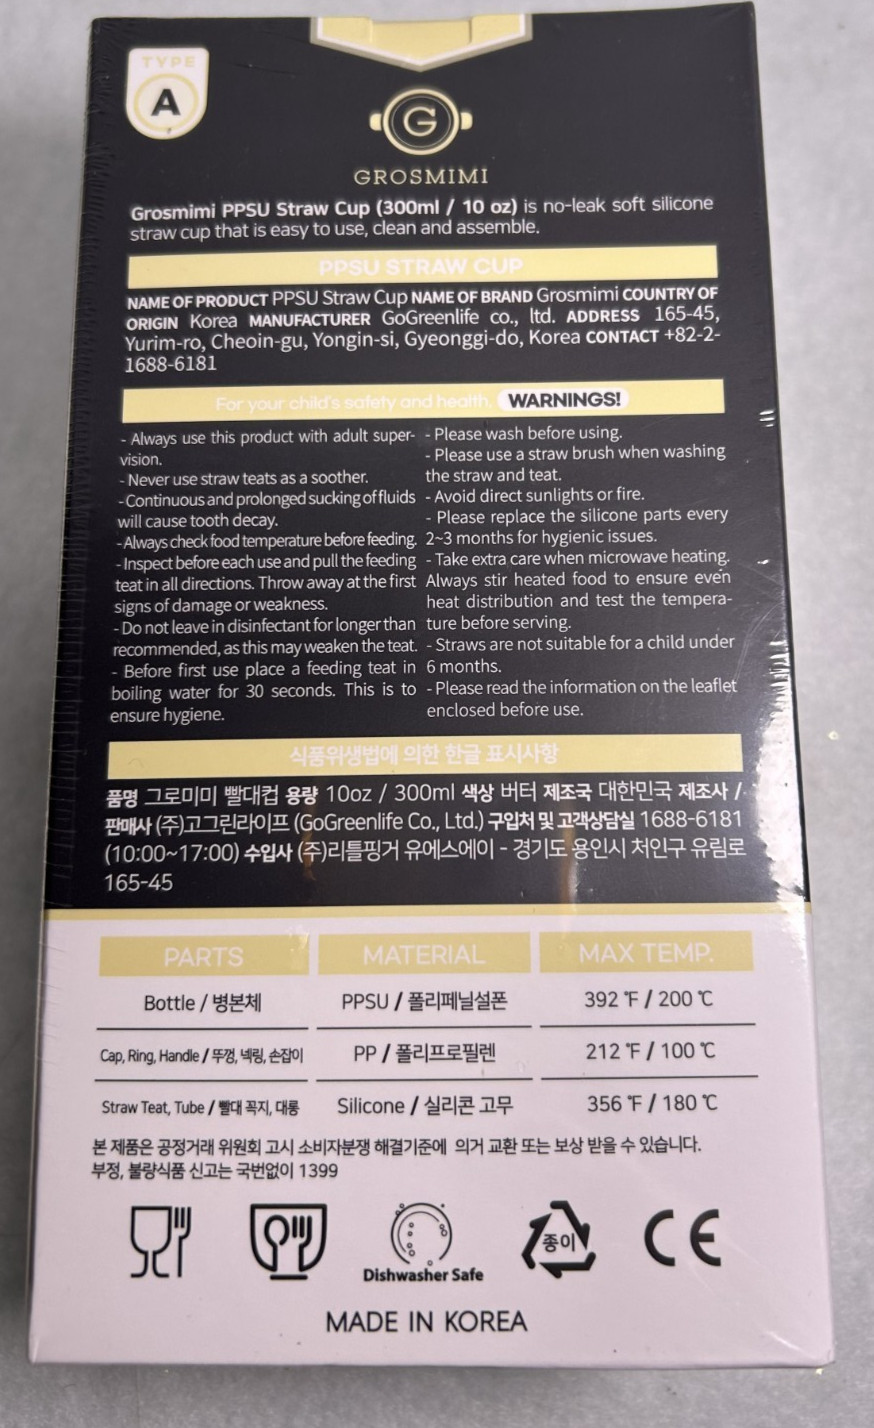 TYPE
A
G
GROSMIMI
Grosmimi PPSU Straw Cup (300ml / 10 oz) is no-leak soft silicone
straw cup that is easy to use, clean and assemble.
PPSU STRAW CUP
NAME OF PRODUCT PPSU Straw Cup NAME OF BRAND Grosmimi COUNTRY OF
ORIGIN Korea MANUFACTURER GoGreenlife co., ltd. ADDRESS 165-45,
Yurim-ro, Cheoin-gu, Yongin-si, Gyeonggi-do, Korea CONTACT +82-2-
1688-6181
For your child's safety and health, WARNINGS!
- Always use this product with adult super-
vision.
- Never use straw teats as a soother.
- Continuous and prolonged sucking of fluids
will cause tooth decay.
- Always check food temperature before feeding.
- Inspect before each use and pull the feeding
teat in all directions. Throw away at the first
signs of damage or weakness.
- Do not leave in disinfectant for longer than
recommended, as this may weaken the teat.
- Before first use place a feeding teat in
boiling water for 30 seconds. This is to
ensure hygiene.
- Please wash before using.
- Please use a straw brush when washing
the straw and teat.
- Avoid direct sunlights or fire.
- Please replace the silicone parts every
2~3 months for hygienic issues.
- Take extra care when microwave heating.
Always stir heated food to ensure even
heat distribution and test the tempera-
ture before serving.
- Straws are not suitable for a child under
6 months.
- Please read the information on the leaflet
enclosed before use.
식품위생법에 의한 한글 표시사항
품명 그로미미 빨대컵 용량 10oz / 300ml 색상 버터 제조국 대한민국 제조사 /
판매사 (주)고그린라이프 (GoGreenlife Co., Ltd.) 구입처 및 고객상담실 1688-6181
(10:00~17:00) 수입사 (주)리틀핑거 유에스에이 - 경기도 용인시 처인구 유림로
165-45
PARTS MATERIAL MAX TEMP.
Bottle / 병본체 PPSU / 폴리페닐설폰 392 ℉ / 200 ℃
Cap, Ring, Handle / 뚜껑, 넥링, 손잡이 PP / 폴리프로필렌 212 ℉ / 100 ℃
Straw Teat, Tube / 빨대 꼭지, 대롱 Silicone / 실리콘 고무 356 ℉ / 180 ℃
본 제품은 공정거래 위원회 고시 소비자분쟁 해결기준에 의거 교환 또는 보상 받을 수 있습니다.
부정, 불량식품 신고는 국번없이 1399
Dishwasher Safe
종이
CE
MADE IN KOREA